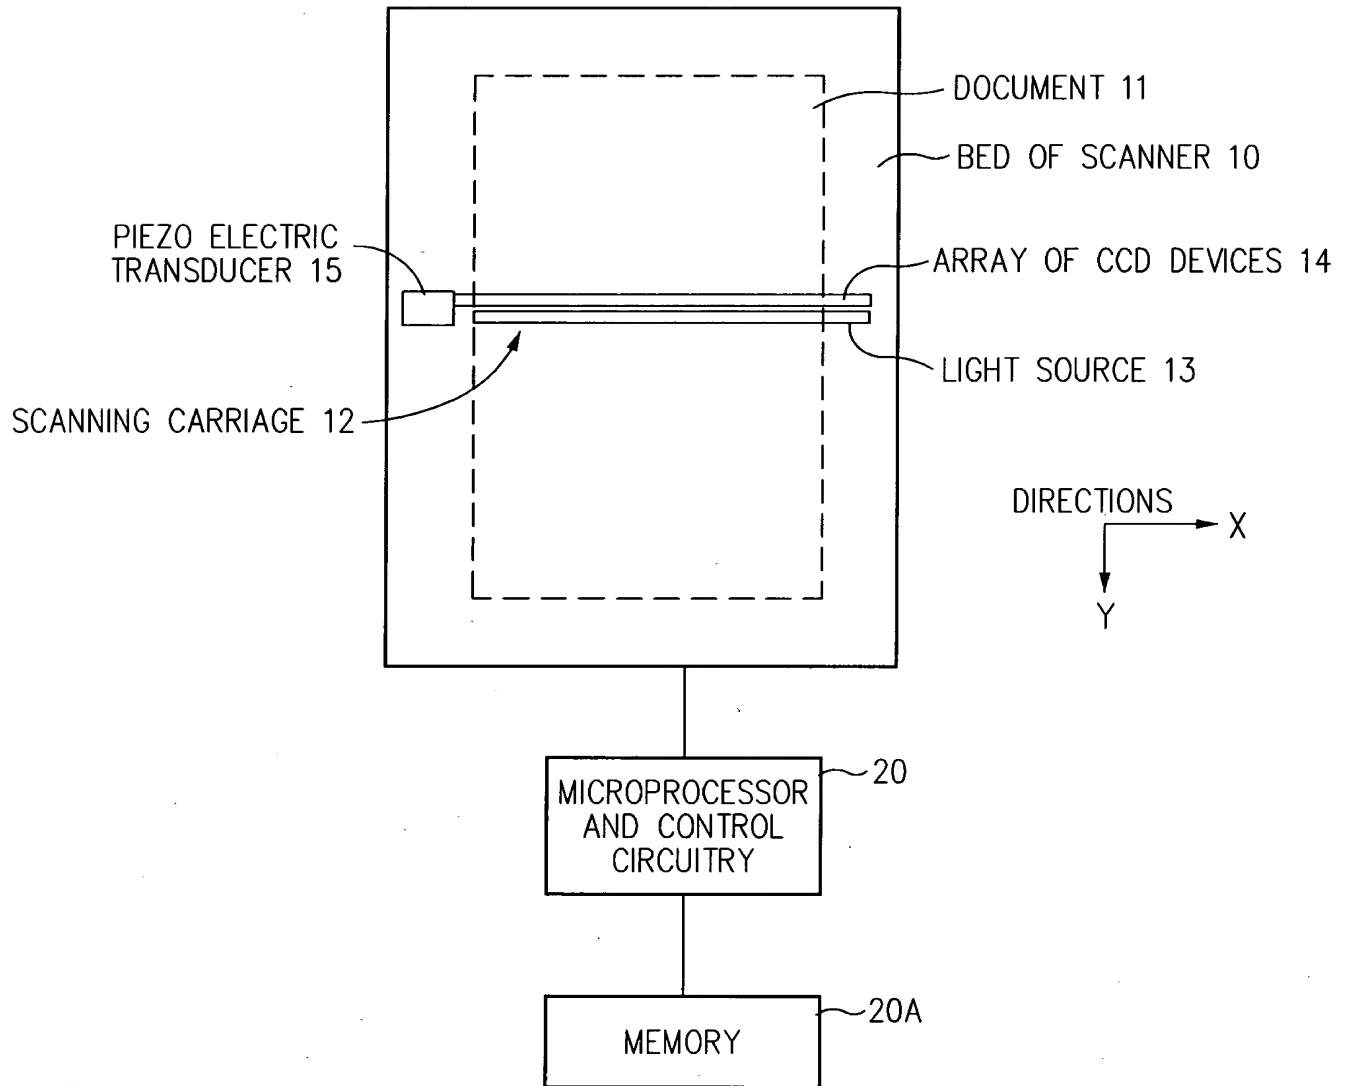 DOCUMENT 11
BED OF SCANNER 10
PIEZO ELECTRIC
TRANSDUCER 15
ARRAY OF CCD DEVICES 14
LIGHT SOURCE 13
SCANNING CARRIAGE 12
DIRECTIONS
X
Y
20
MICROPROCESSOR
AND CONTROL
CIRCUITRY
20A
MEMORY